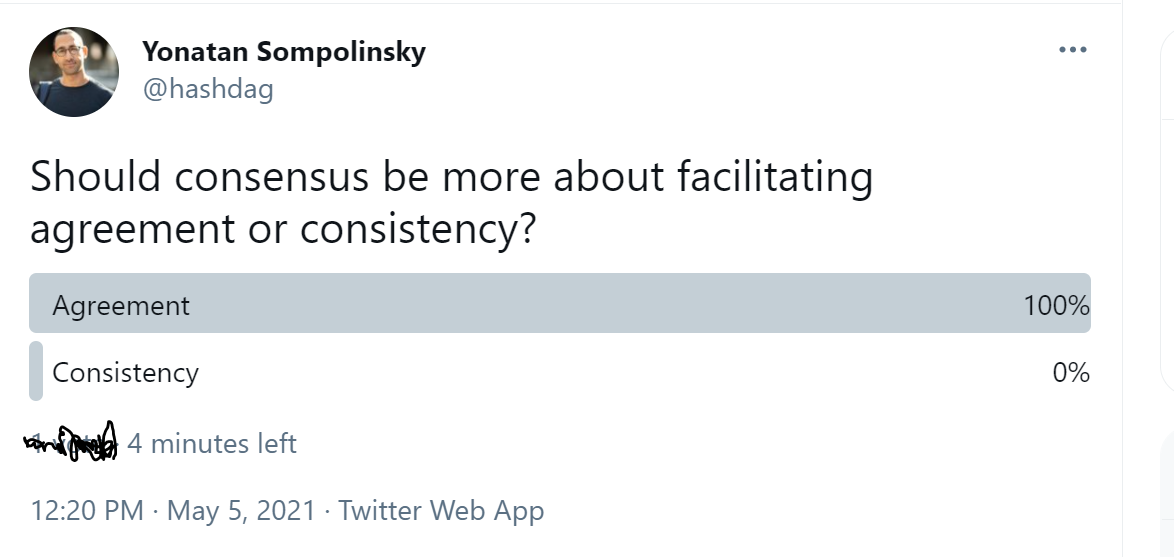 Yonatan Sompolinsky
@hashdag
Should consensus be more about facilitating
agreement or consistency?
Agreement 100%
Consistency 0%
4 minutes left
12:20 PM · May 5, 2021 · Twitter Web App